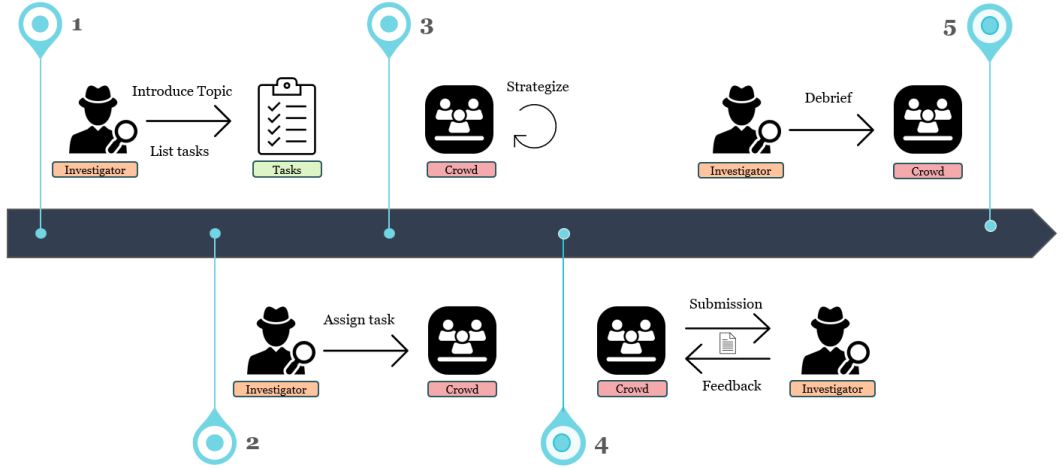 1
Introduce Topic
List tasks
Investigator
Tasks
3
Strategize
Crowd
5
Debrief
Investigator
Crowd
2
Assign task
Investigator
Crowd
4
Submission
Feedback
Crowd
Investigator